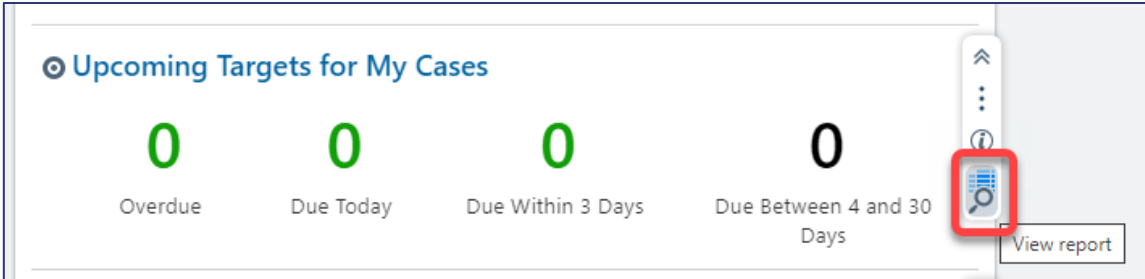 Upcoming Targets for My Cases
0 0 0 0
Overdue Due Today Due Within 3 Days Due Between 4 and 30
Days
View report